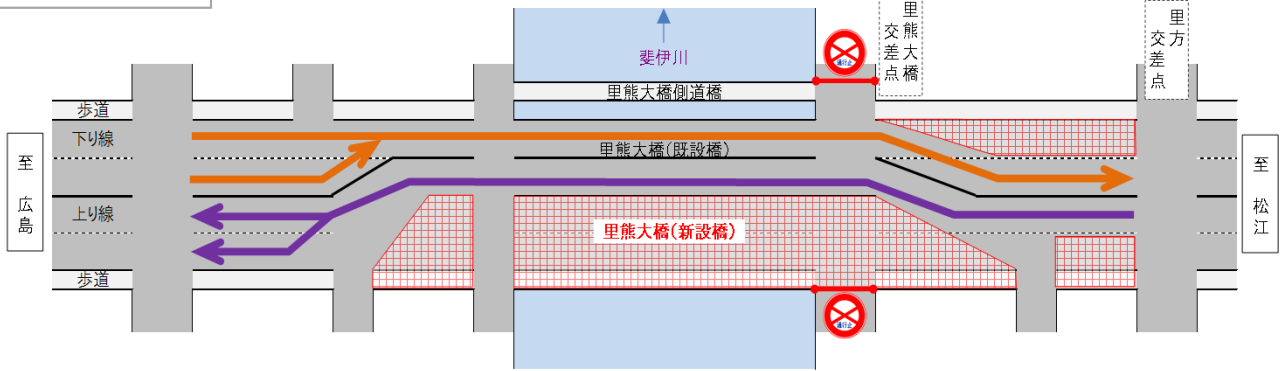 里熊大橋
交差点
里方
交差点
斐伊川
通行止
里熊大橋側道橋
歩道
下り線
里熊大橋(既設橋)
至 広島
至 松江
上り線
里熊大橋(新設橋)
歩道
通行止